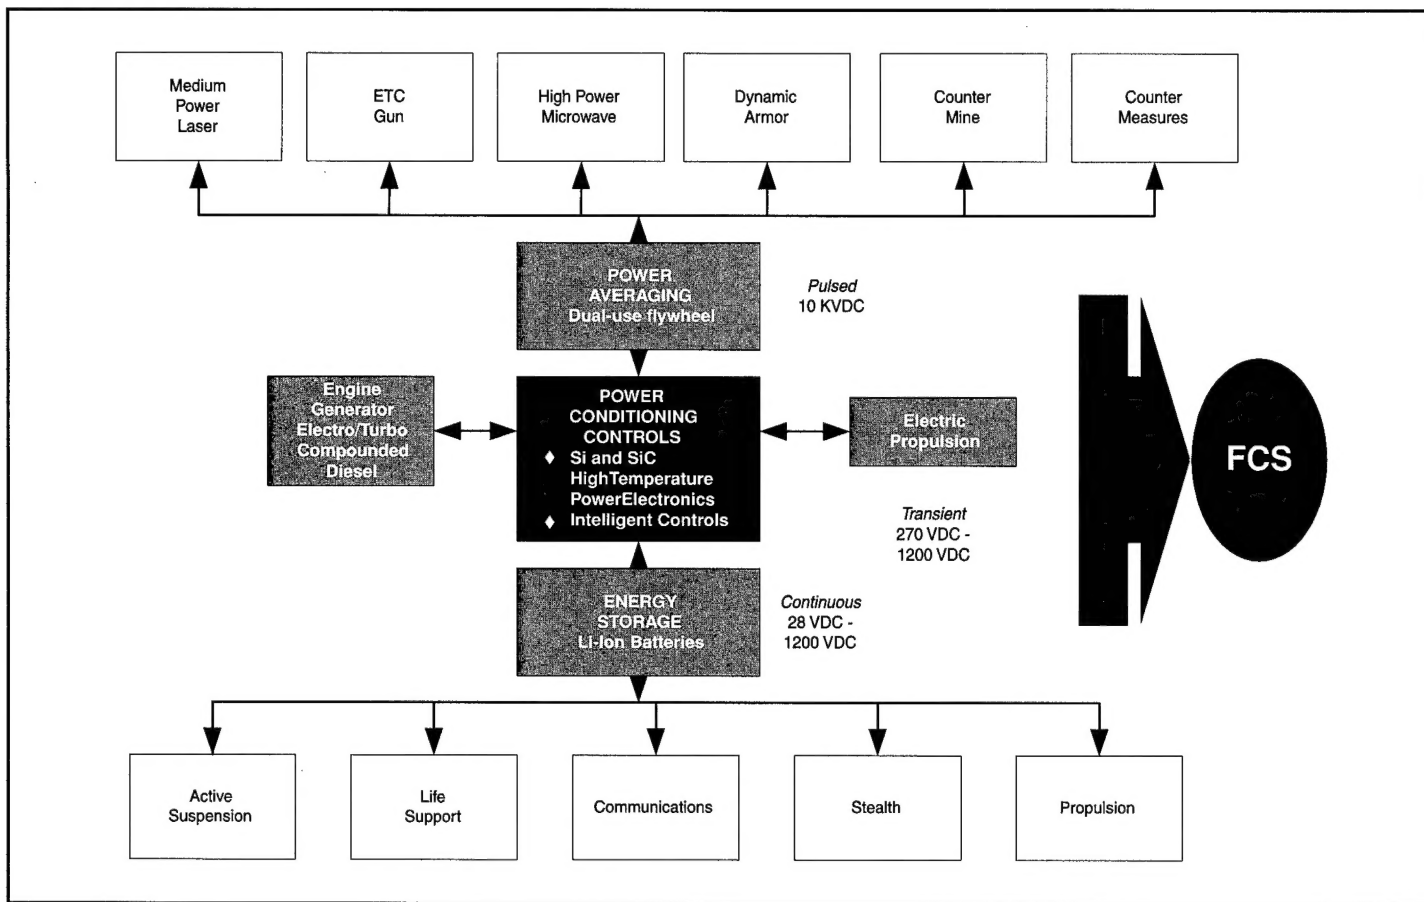 Medium
Power
Laser
ETC
Gun
High Power
Microwave
Dynamic
Armor
Counter
Mine
Counter
Measures
POWER
AVERAGING
Dual-use flywheel
Pulsed
10 KVDC
Engine
Generator
Electro/Turbo
Compounded
Diesel
POWER
CONDITIONING
CONTROLS
♦ Si and SiC
HighTemperature
PowerElectronics
♦ Intelligent Controls
Electric
Propulsion
FCS
Transient
270 VDC -
1200 VDC
ENERGY
STORAGE
Li-Ion Batteries
Continuous
28 VDC -
1200 VDC
Active
Suspension
Life
Support
Communications
Stealth
Propulsion